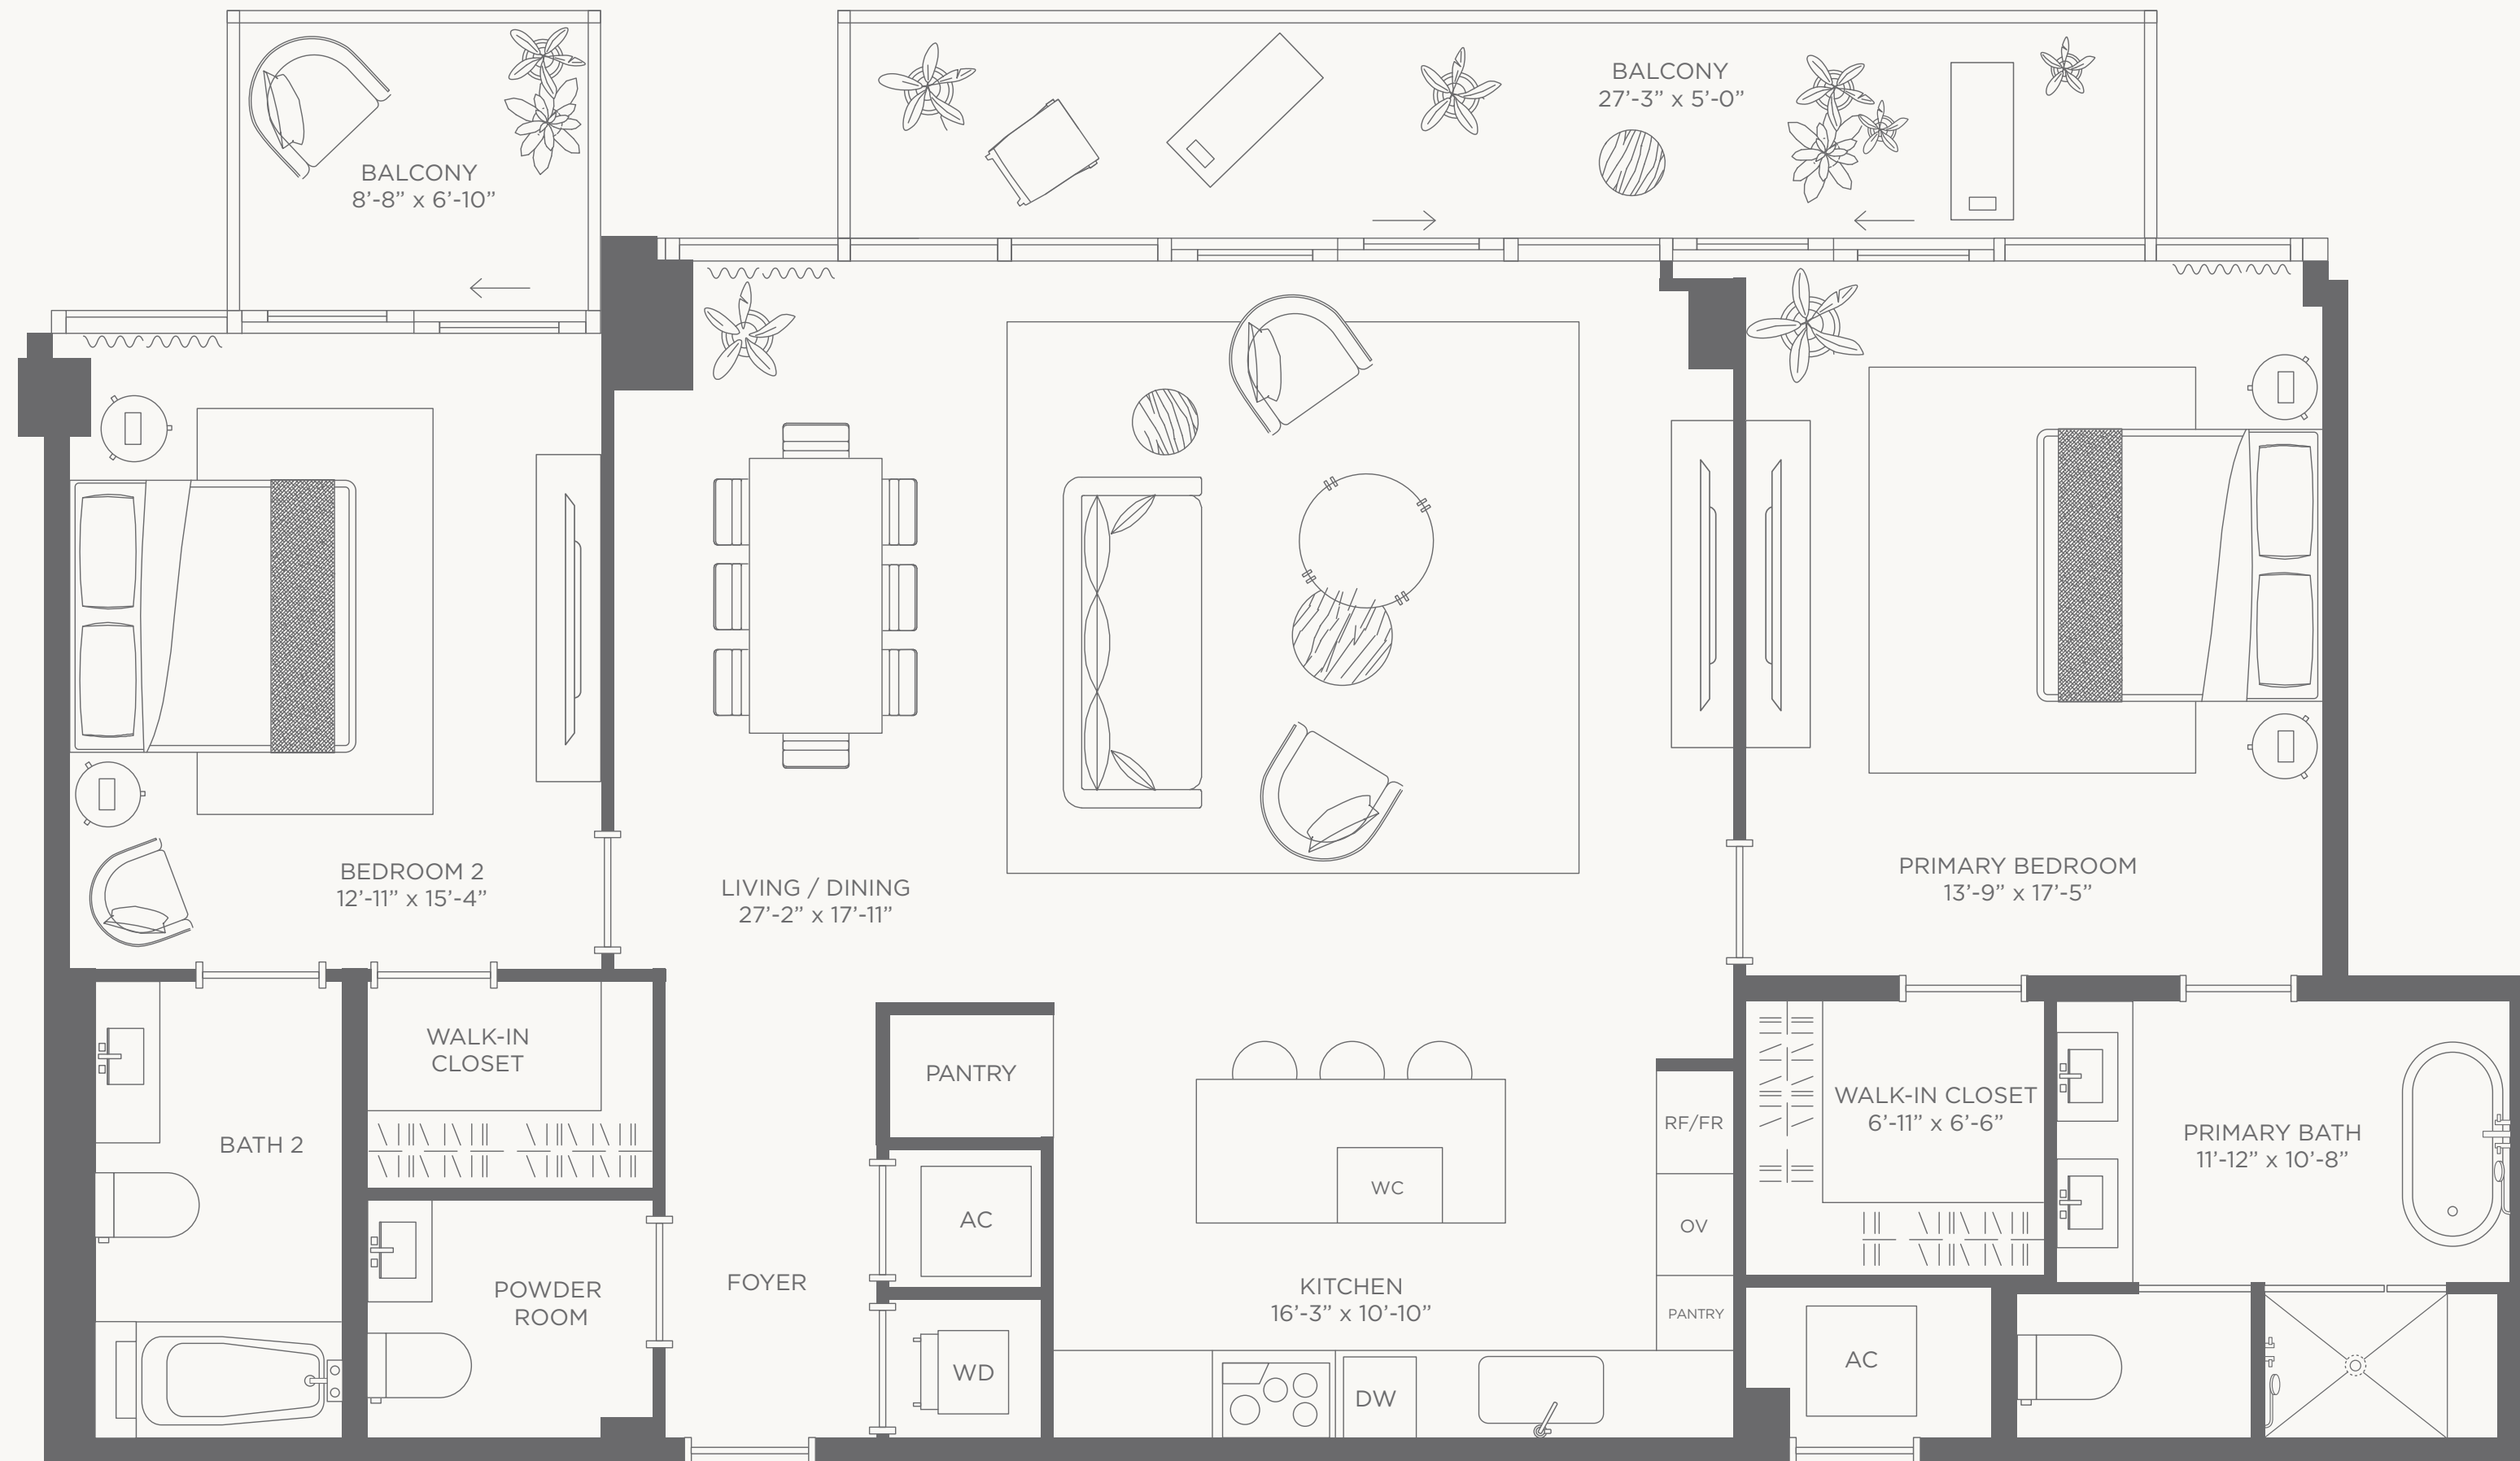 BALCONY
27’-3” x 5’-0”
BALCONY
8’-8” x 6’-10”
BEDROOM 2
12’-11” x 15’-4”
LIVING / DINING
27’-2” x 17’-11”
PRIMARY BEDROOM
13’-9” x 17’-5”
WALK-IN
CLOSET
PANTRY
BATH 2
RF/FR
WALK-IN CLOSET
6’-11” x 6’-6”
PRIMARY BATH
11’-12” x 10’-8”
WC
AC
OV
POWDER
ROOM
FOYER
KITCHEN
16’-3” x 10’-10”
PANTRY
WD
DW
AC